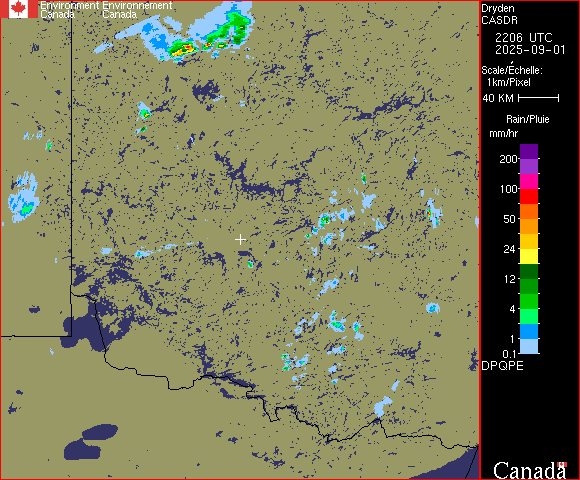 Environment Environnement
Canada Canada
Dryden
CASDR
2206 UTC
2025-09-01
Scale/Échelle:
1km/Pixel
40 KM
Rain/Pluie
mm/hr
200
100
50
24
12
4
1
0.1
DPQPE
Canada